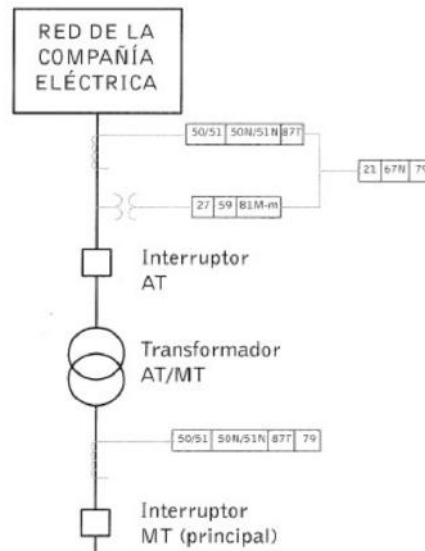 RED DE LA
COMPAÑÍA
ELÉCTRICA
50/51 50N/51N 87T
21 67N 79
27 59 81M-m
Interruptor
AT
Transformador
AT/MT
50/51 50N/51N 87T 79
Interruptor
MT (principal)